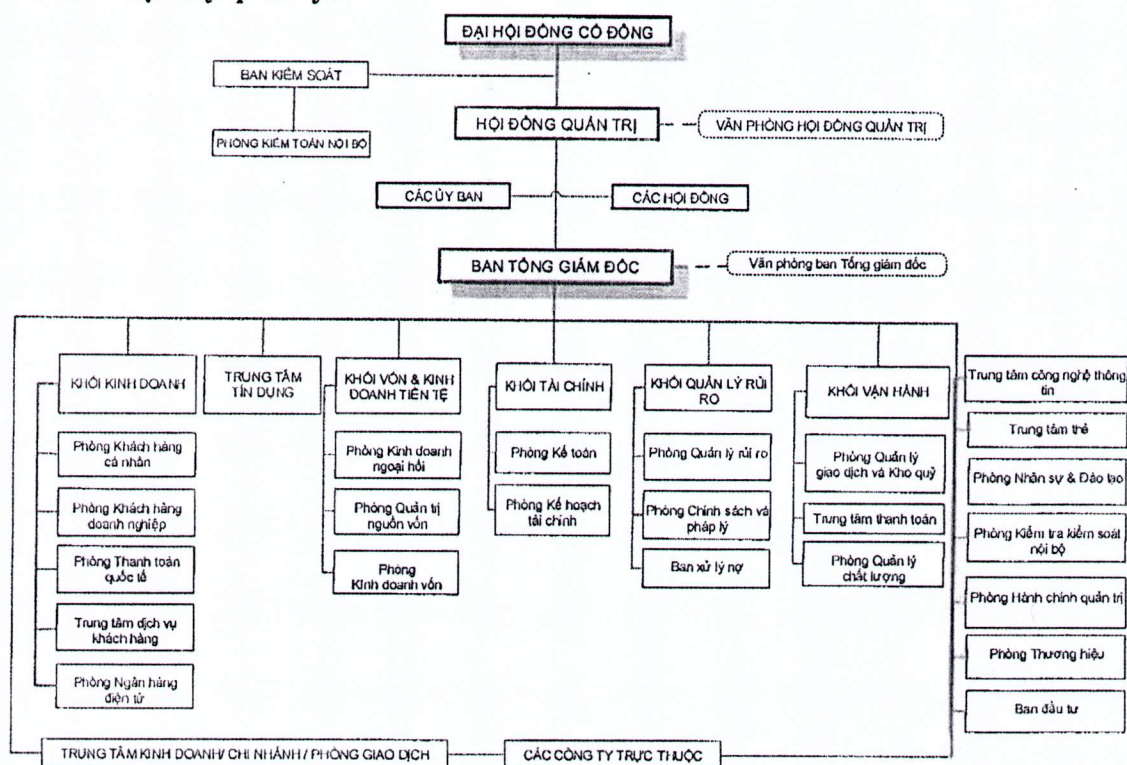 ĐẠI HỘI ĐỒNG CỔ ĐÔNG
BAN KIỂM SOÁT
HỘI ĐỒNG QUẢN TRỊ
VĂN PHÒNG HỘI ĐỒNG QUẢN TRỊ
PHÒNG KIỂM TOÁN NỘI BỘ
CÁC ỦY BAN
CÁC HỘI ĐỒNG
BAN TỔNG GIÁM ĐỐC
Văn phòng ban Tổng giám đốc
KHỐI KINH DOANH
Phòng Khách hàng
cá nhân
Phòng Khách hàng
doanh nghiệp
Phòng Thanh toán
quốc tế
Trung tâm dịch vụ
khách hàng
Phòng Ngân hàng
điện tử
TRUNG TÂM
TÍN DỤNG
KHỐI VỐN & KINH
DOANH TIỀN TỆ
Phòng Kinh doanh
ngoại hối
Phòng Quản trị
nguồn vốn
Phòng
Kinh doanh vốn
KHỐI TÀI CHÍNH
Phòng Kế toán
Phòng Kế hoạch
tài chính
KHỐI QUẢN LÝ RỦI
RO
Phòng Quản lý rủi ro
Phòng Chính sách và
pháp lý
Ban xử lý nợ
KHỐI VẬN HÀNH
Phòng Quản lý
giao dịch và Kho quỹ
Trung tâm thanh toán
Phòng Quản lý
chất lượng
Trung tâm công nghệ thông
tin
Trung tâm thẻ
Phòng Nhân sự & Đào tạo
Phòng Kiểm tra kiểm soát
nội bộ
Phòng Hành chính quản trị
Phòng Thương hiệu
Ban đầu tư
TRUNG TÂM KINH DOANH/ CHI NHÁNH / PHÒNG GIAO DỊCH
CÁC CÔNG TY TRỰC THUỘC